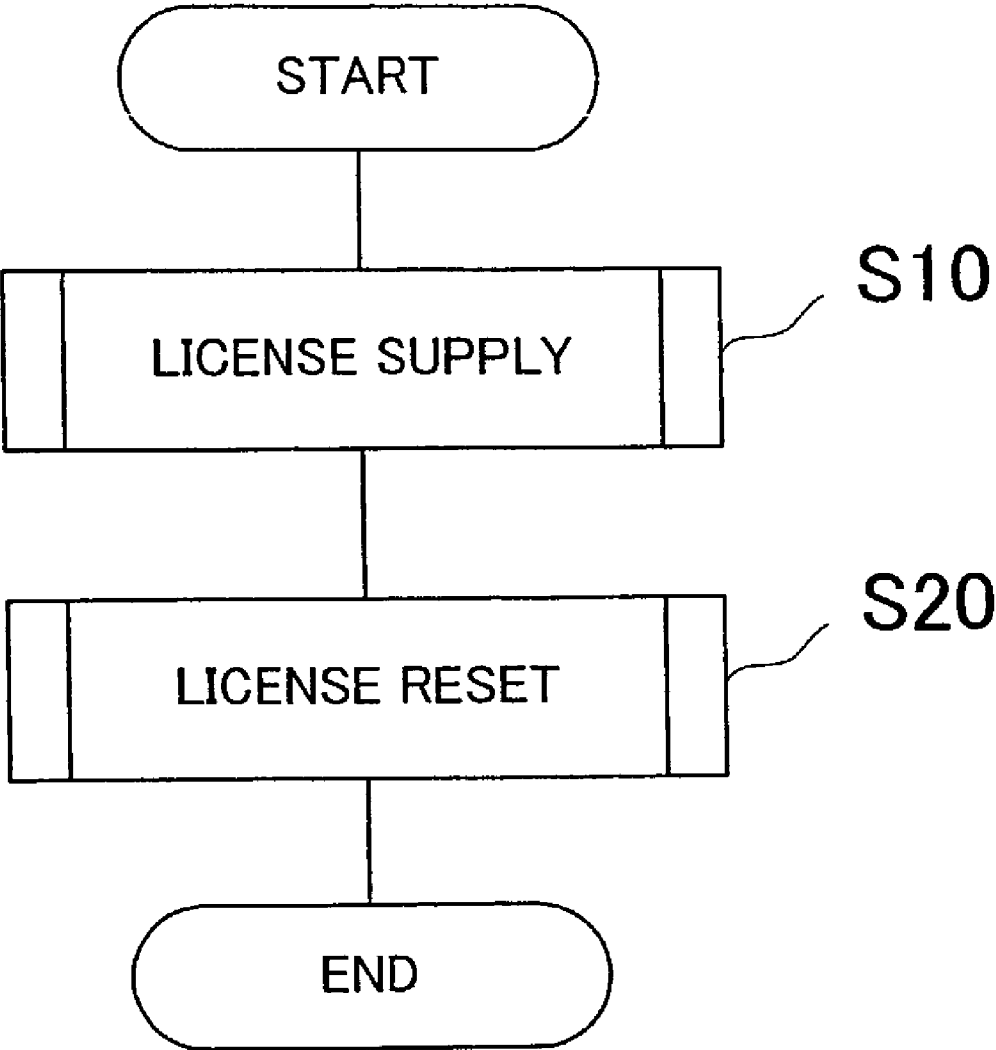 START
LICENSE SUPPLY
S10
LICENSE RESET
S20
END